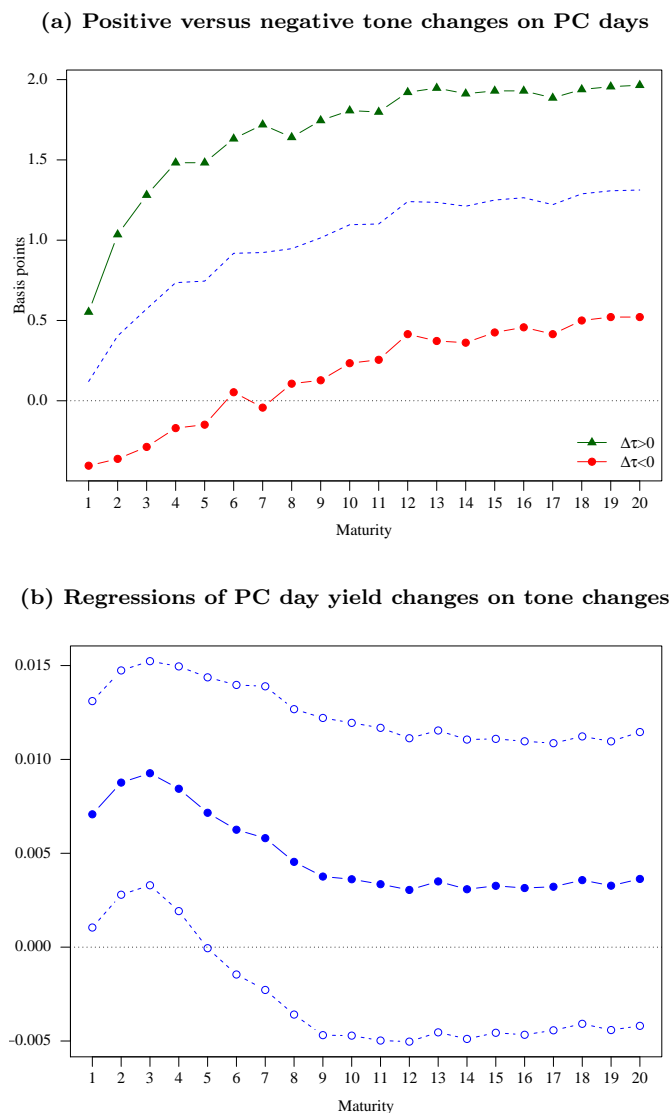 (a) Positive versus negative tone changes on PC days
2.0
1.5
1.0
0.5
0.0
Basis points
Δτ>0
Δτ<0
1 2 3 4 5 6 7 8 9 10 11 12 13 14 15 16 17 18 19 20
Maturity
(b) Regressions of PC day yield changes on tone changes
0.015
0.010
0.005
0.000
−0.005
1 2 3 4 5 6 7 8 9 10 11 12 13 14 15 16 17 18 19 20
Maturity